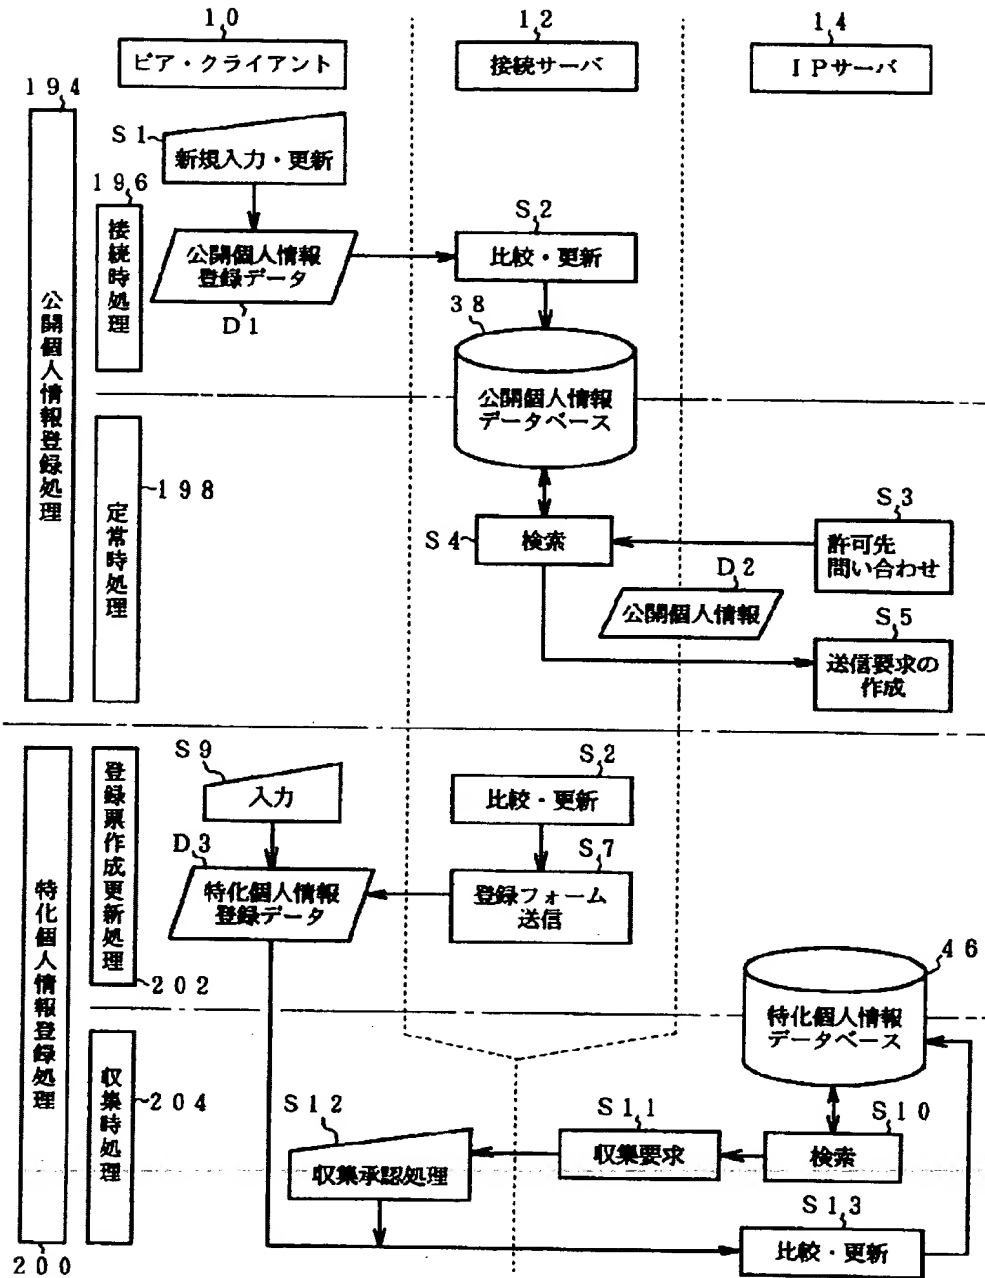 10
12
14
ピア・クライアント
接続サーバ
IPサーバ
194
S1
新規入力・更新
196
S2
接続時処理
公開個人情報
登録データ
比較・更新
D1
38
公開個人情報登録処理
公開個人情報
データベース
198
定常時処理
S3
S4
検索
許可先
問い合わせ
D2
公開個人情報
S5
送信要求の
作成
S9
S2
登録票作成更新処理
入力
比較・更新
D3
S7
特化個人情報
登録データ
登録フォーム
送信
特化個人情報登録処理
46
202
特化個人情報
データベース
204
収集時処理
S12
S11
S10
収集承認処理
収集要求
検索
S13
比較・更新
200